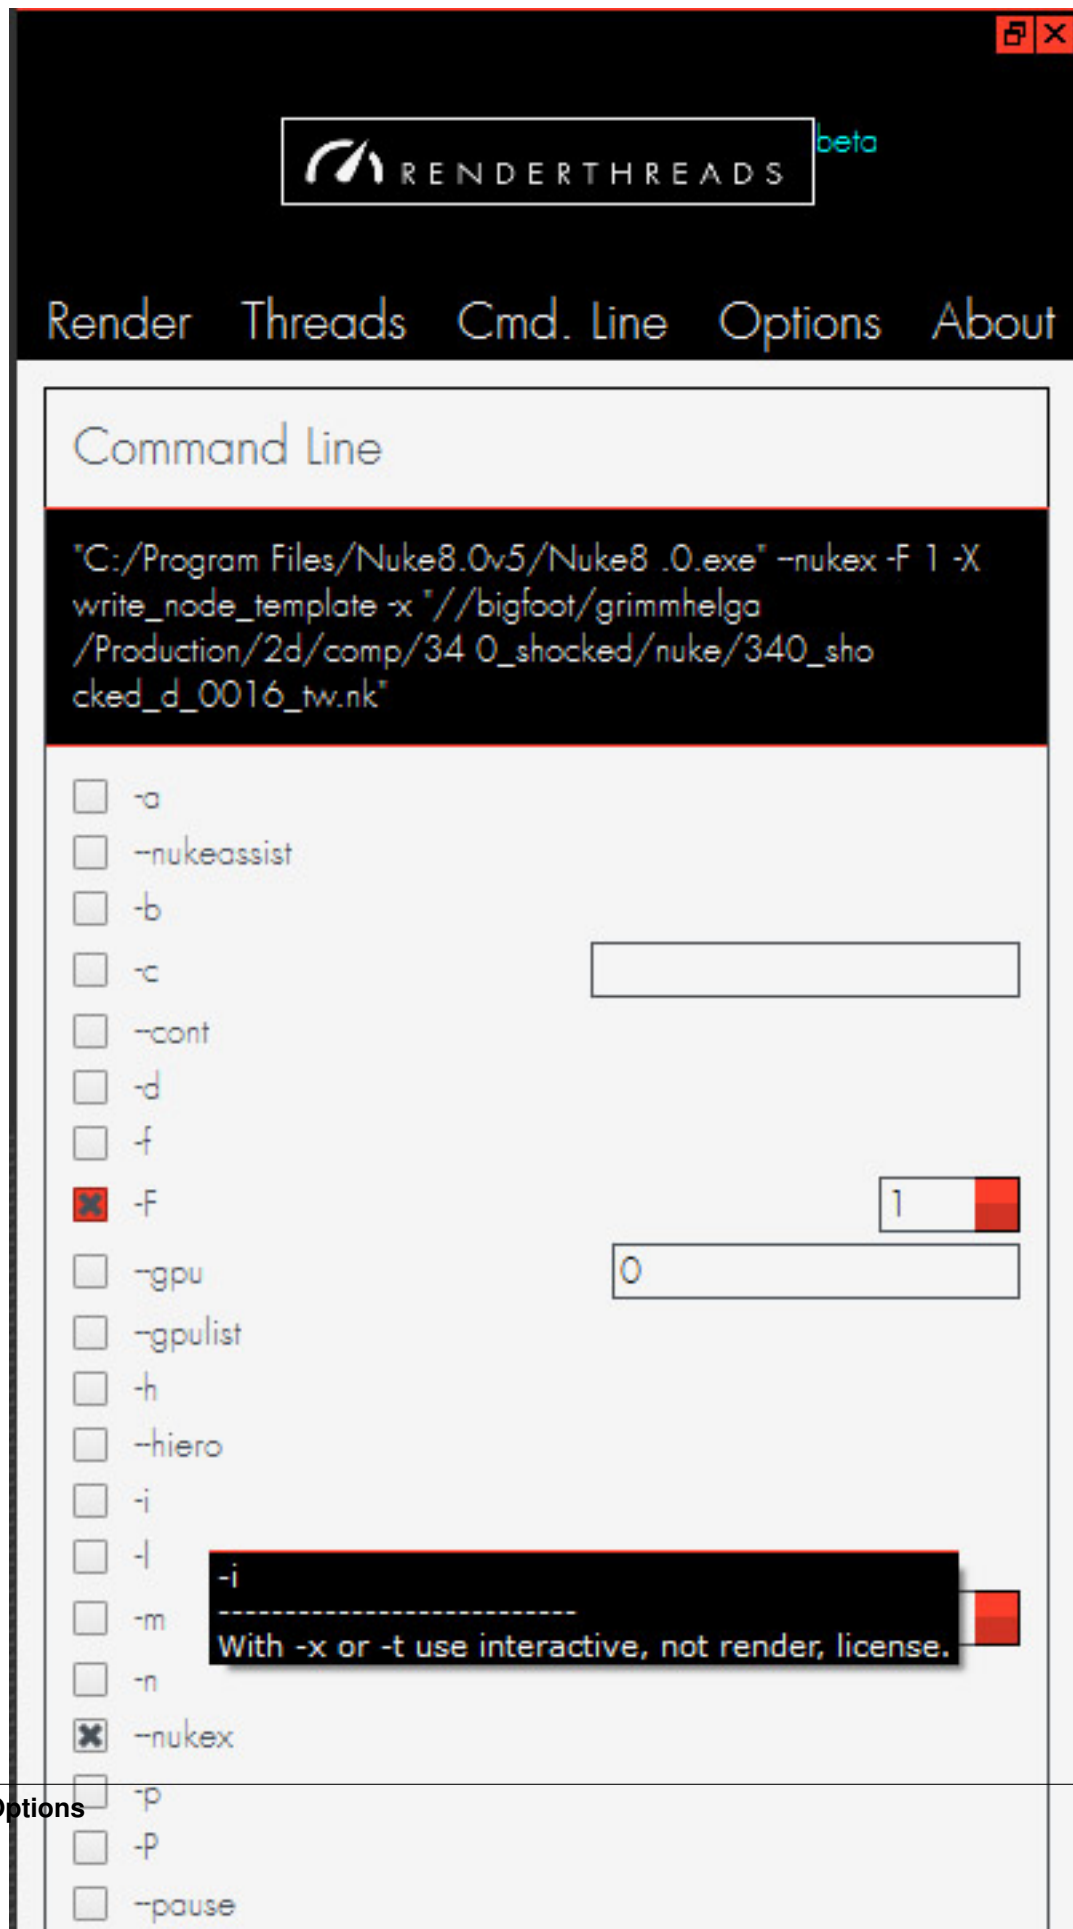 RENDERTHREADS beta
Render Threads Cmd. Line Options About
Command Line
"C:/Program Files/Nuke8.0v5/Nuke8 .0.exe" --nukex -F 1 -X
write_node_template -x "//bigfoot/grimmhelga
/Production/2d/comp/34 0_shocked/nuke/340_sho
cked_d_0016_tw.nk"
-a
--nukeassist
-b
-c
--cont
-d
-f
-F 1
--gpu 0
--gpulist
-h
--hiero
-i
-l
-i
---------------------------
-m
With -x or -t use interactive, not render, license.
-n
--nukex
-p
Options
-P
--pause